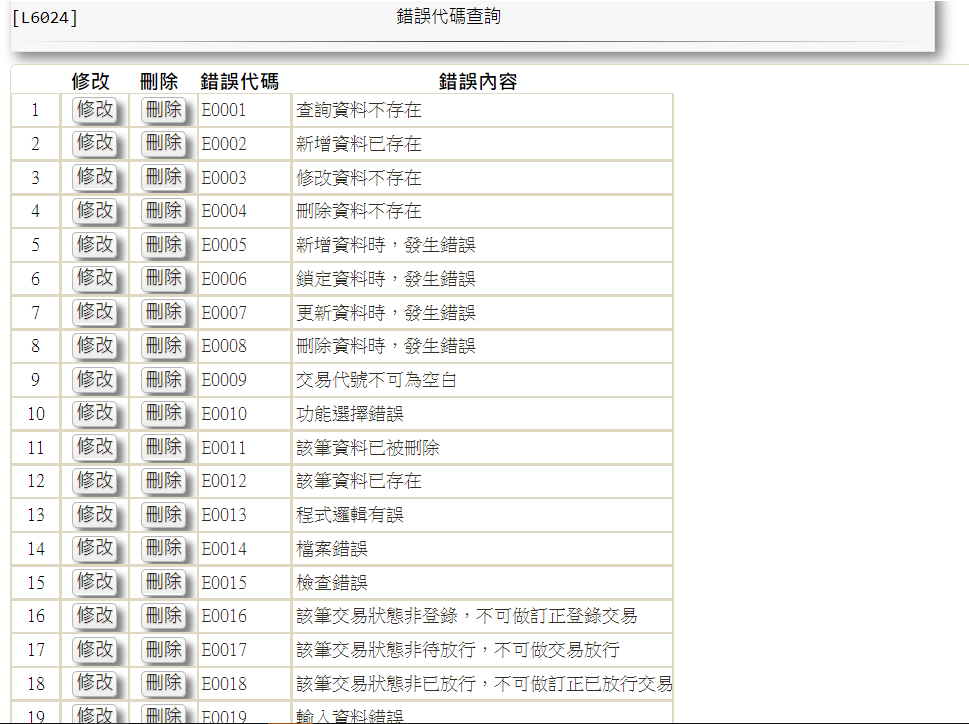 [L6024] 錯誤代碼查詢
修改 刪除 錯誤代碼 錯誤內容
1 修改 刪除 E0001 查詢資料不存在
2 修改 刪除 E0002 新增資料已存在
3 修改 刪除 E0003 修改資料不存在
4 修改 刪除 E0004 刪除資料不存在
5 修改 刪除 E0005 新增資料時，發生錯誤
6 修改 刪除 E0006 鎖定資料時，發生錯誤
7 修改 刪除 E0007 更新資料時，發生錯誤
8 修改 刪除 E0008 刪除資料時，發生錯誤
9 修改 刪除 E0009 交易代號不可為空白
10 修改 刪除 E0010 功能選擇錯誤
11 修改 刪除 E0011 該筆資料已被刪除
12 修改 刪除 E0012 該筆資料已存在
13 修改 刪除 E0013 程式邏輯有誤
14 修改 刪除 E0014 檔案錯誤
15 修改 刪除 E0015 檢查錯誤
16 修改 刪除 E0016 該筆交易狀態非登錄，不可做訂正登錄交易
17 修改 刪除 E0017 該筆交易狀態非待放行，不可做交易放行
18 修改 刪除 E0018 該筆交易狀態非已放行，不可做訂正已放行交易
19 修改 刪除 E0019 輸入資料錯誤